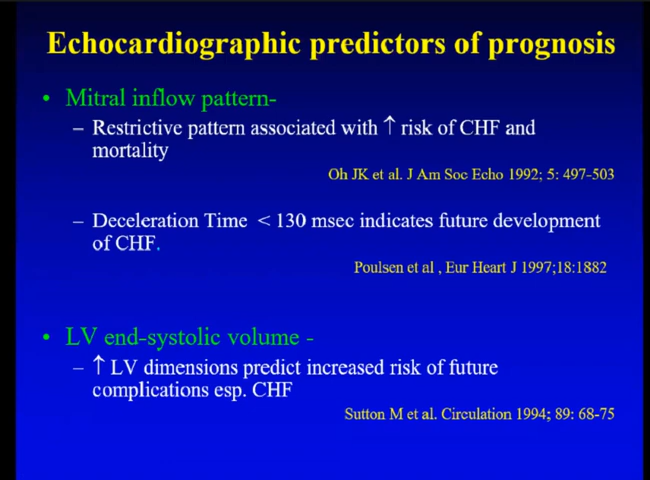 Echocardiographic predictors of prognosis
• Mitral inflow pattern-
– Restrictive pattern associated with ↑ risk of CHF and
mortality
Oh JK et al. J Am Soc Echo 1992; 5: 497-503
– Deceleration Time < 130 msec indicates future development
of CHF.
Poulsen et al , Eur Heart J 1997;18:1882
• LV end-systolic volume -
– ↑ LV dimensions predict increased risk of future
complications esp. CHF
Sutton M et al. Circulation 1994; 89: 68-75